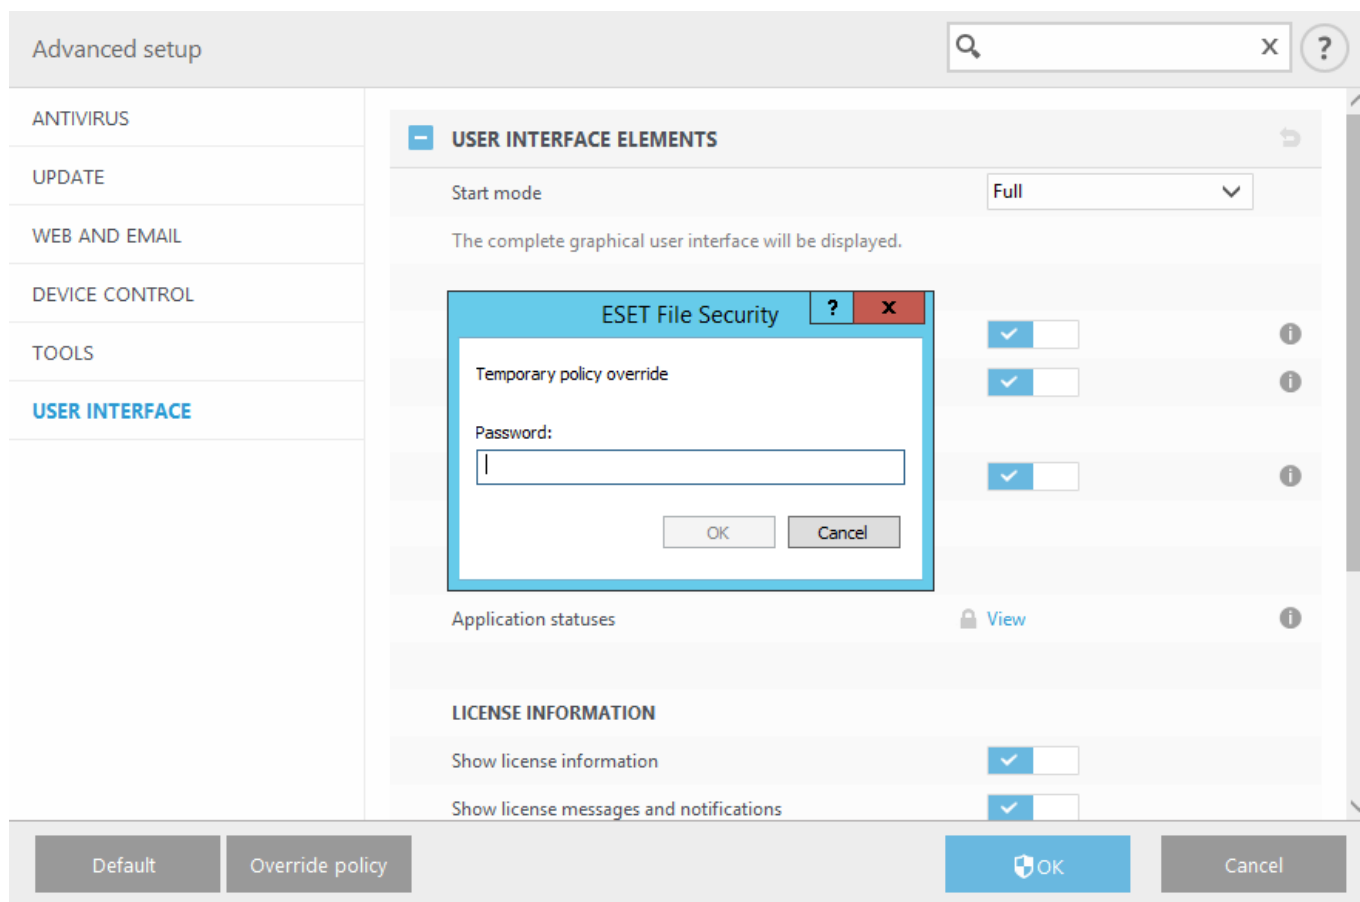 Advanced setup
X
?
ANTIVIRUS
UPDATE
WEB AND EMAIL
DEVICE CONTROL
TOOLS
USER INTERFACE
USER INTERFACE ELEMENTS
Start mode
Full
The complete graphical user interface will be displayed.
ESET File Security
?
x
Temporary policy override
Password:
OK
Cancel
Application statuses
View
LICENSE INFORMATION
Show license information
Show license messages and notifications
Default
Override policy
OK
Cancel